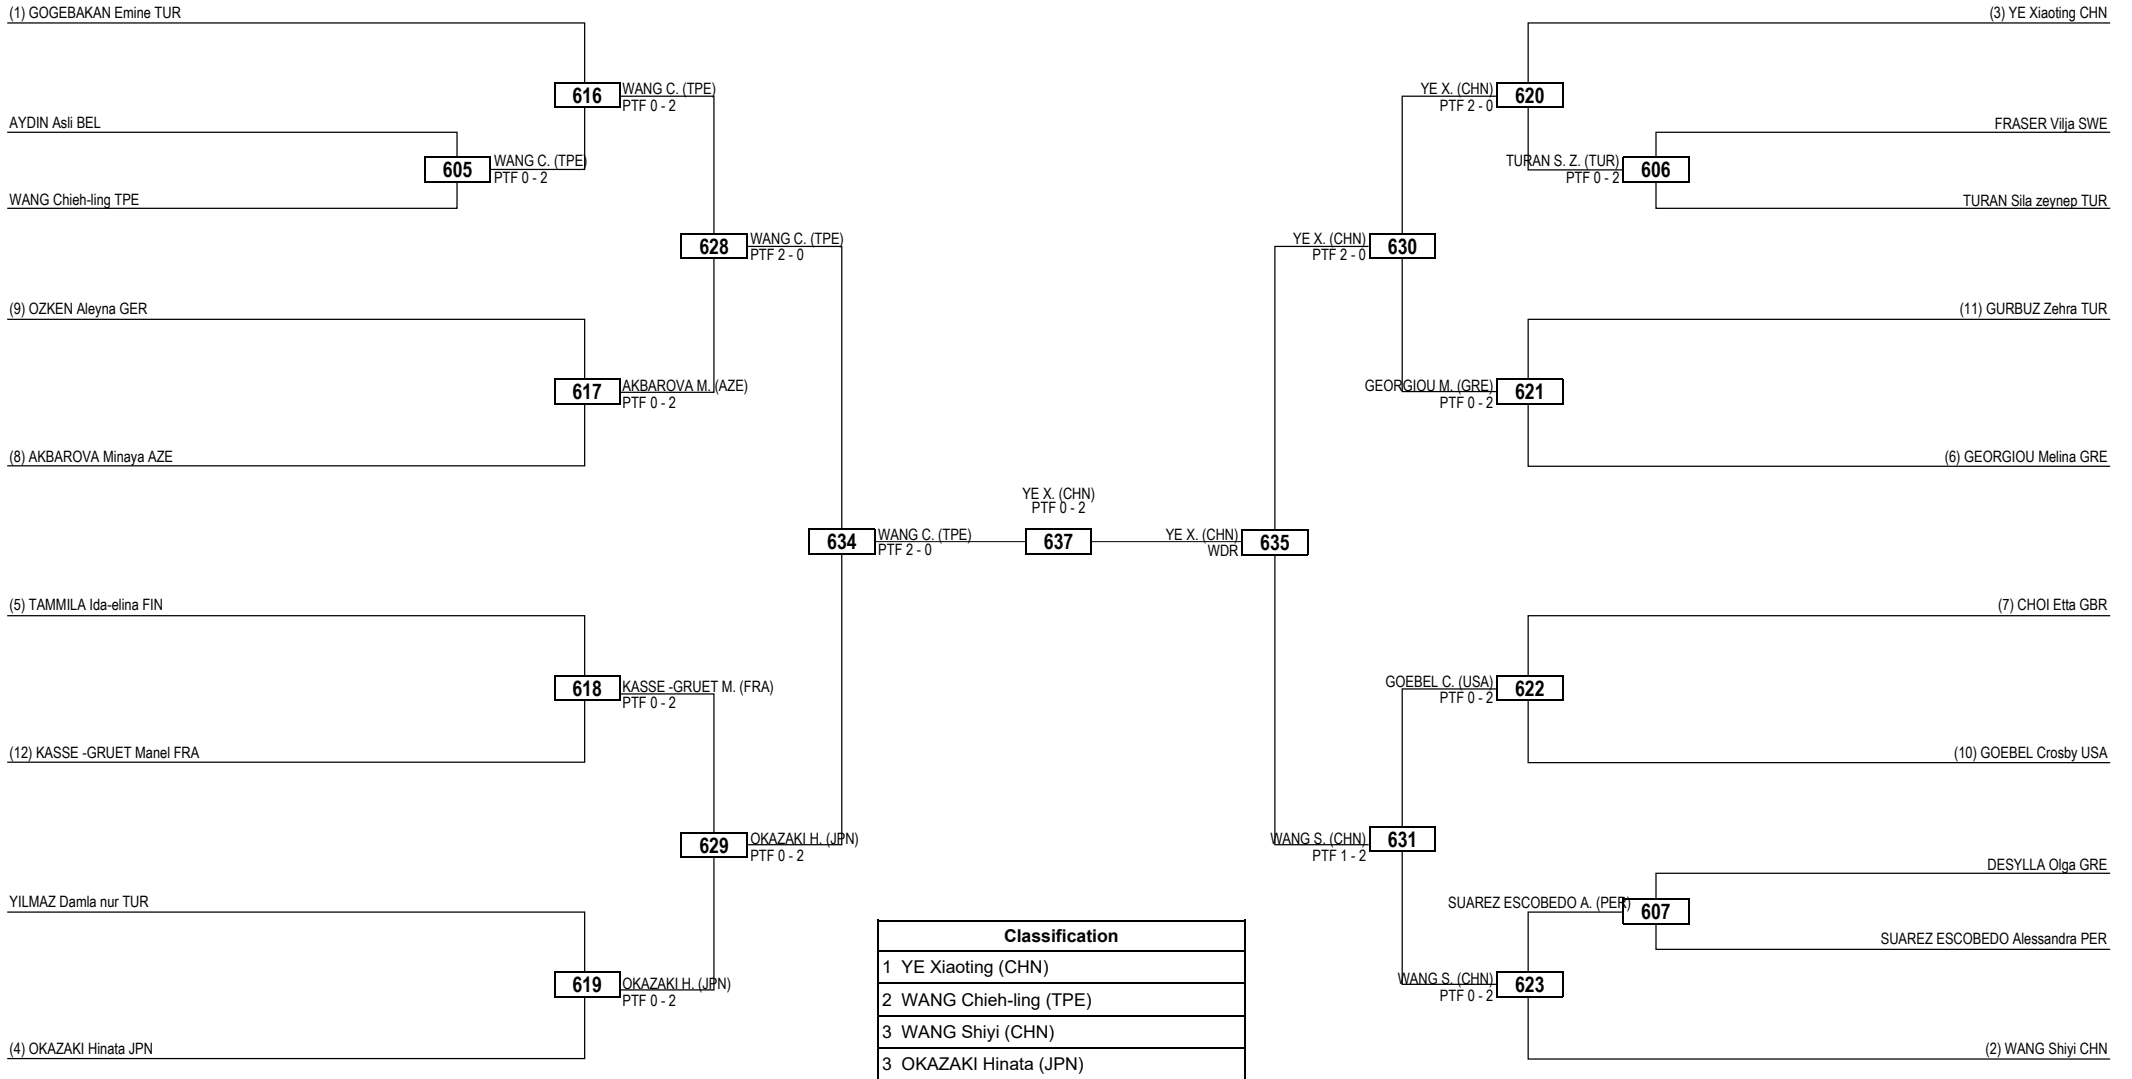 (1) GOGEBAKAN Emine TUR
(3) YE Xiaoting CHN
616
WANG C. (TPE)
PTF 0 - 2
YE X. (CHN)
PTF 2 - 0
620
AYDIN Asli BEL
FRASER Vilja SWE
605
WANG C. (TPE)
PTF 0 - 2
TURAN S. Z. (TUR)
PTF 0 - 2
606
WANG Chieh-ling TPE
TURAN Sila zeynep TUR
628
WANG C. (TPE)
PTF 2 - 0
YE X. (CHN)
PTF 2 - 0
630
(9) OZKEN Aleyna GER
(11) GURBUZ Zehra TUR
617
AKBAROVA M. (AZE)
PTF 0 - 2
GEORGIOU M. (GRE)
PTF 0 - 2
621
(8) AKBAROVA Minaya AZE
(6) GEORGIOU Melina GRE
YE X. (CHN)
PTF 0 - 2
634
WANG C. (TPE)
PTF 2 - 0
637
YE X. (CHN)
WDR
635
(5) TAMMILA Ida-elina FIN
(7) CHOI Etta GBR
618
KASSE -GRUET M. (FRA)
PTF 0 - 2
GOEBEL C. (USA)
PTF 0 - 2
622
(12) KASSE -GRUET Manel FRA
(10) GOEBEL Crosby USA
629
OKAZAKI H. (JPN)
PTF 0 - 2
WANG S. (CHN)
PTF 1 - 2
631
DESYLLA Olga GRE
YILMAZ Damla nur TUR
SUAREZ ESCOBEDO A. (PER)
607
SUAREZ ESCOBEDO Alessandra PER
619
OKAZAKI H. (JPN)
PTF 0 - 2
WANG S. (CHN)
PTF 0 - 2
623
(4) OKAZAKI Hinata JPN
(2) WANG Shiyi CHN
Classification
1 YE Xiaoting (CHN)
2 WANG Chieh-ling (TPE)
3 WANG Shiyi (CHN)
3 OKAZAKI Hinata (JPN)